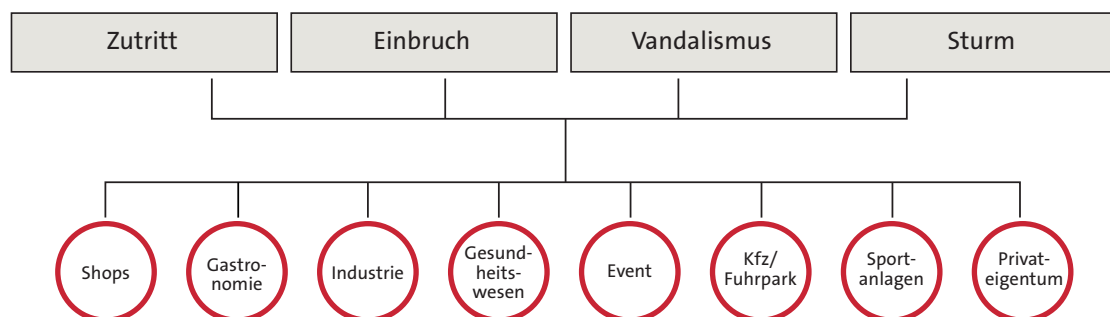 Zutritt
Einbruch
Vandalismus
Sturm
Shops
Gastro-
nomie
Industrie
Gesund-
heits-
wesen
Event
Kfz/
Fuhrpark
Sport-
anlagen
Privat-
eigentum